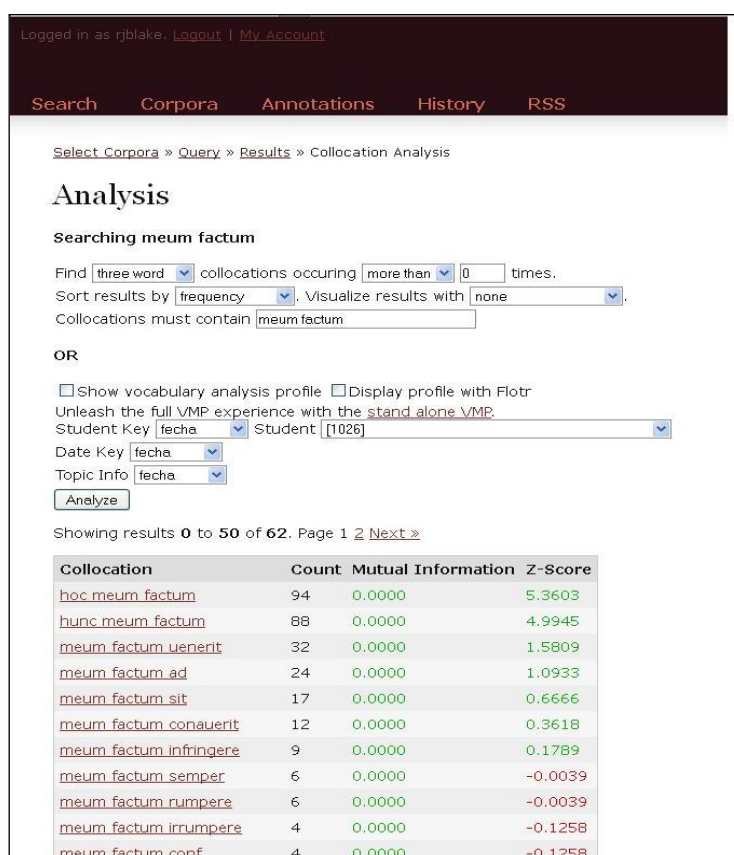 Logged in as rjblake. Logout | My Account
Search Corpora Annotations History RSS
Select Corpora » Query » Results » Collocation Analysis
Analysis
Searching meum factum
Find three word collocations occuring more than 0 times.
Sort results by frequency. Visualize results with none.
Collocations must contain meum factum
OR
Show vocabulary analysis profile Display profile with Flotr
Unleash the full VMP experience with the stand alone VMP.
Student Key fecha Student [1026]
Date Key fecha
Topic Info fecha
Analyze
Showing results 0 to 50 of 62. Page 1 2 Next »
Collocation Count Mutual Information Z-Score
hoc meum factum 94 0.0000 5.3603
hunc meum factum 88 0.0000 4.9945
meum factum uenerit 32 0.0000 1.5809
meum factum ad 24 0.0000 1.0933
meum factum sit 17 0.0000 0.6666
meum factum conauerit 12 0.0000 0.3618
meum factum infringere 9 0.0000 0.1789
meum factum semper 6 0.0000 -0.0039
meum factum rumpere 6 0.0000 -0.0039
meum factum irrumpere 4 0.0000 -0.1258
meum factum conf 4 0.0000 -0.1258